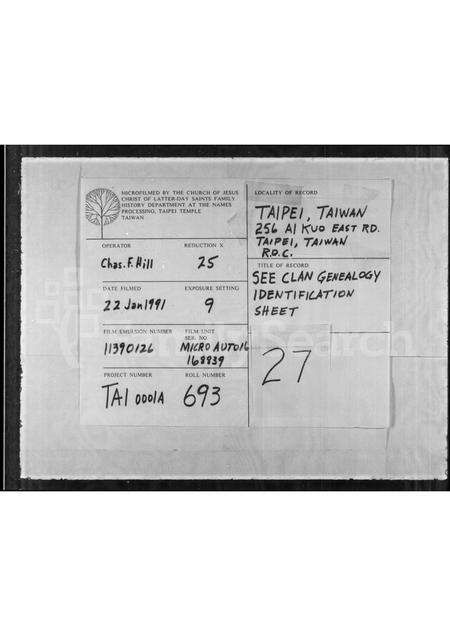 MICROFILMED BY THE CHURCH OF JESUS
CHRIST OF LATTER-DAY SAINTS FAMILY
HISTORY DEPARTMENT AT THE NAMES
PROCESSING, TAIPEI TEMPLE
TAIWAN
OPERATOR
REDUCTION X
Chas. F. Hill
25
DATE FILMED
EXPOSURE SETTING
22 Jan 1991
9
FILM EMULSION NUMBER
FILM UNIT
SER. NO
11390126
MICRO AUTO16
168839
PROJECT NUMBER
ROLL NUMBER
TAI 0001A
693
LOCALITY OF RECORD
TAIPEI, TAIWAN
256 AI KUO EAST RD.
TAIPEI, TAIWAN
R.O.C.
TITLE OF RECORD
SEE CLAN GENEALOGY
IDENTIFICATION
SHEET
27